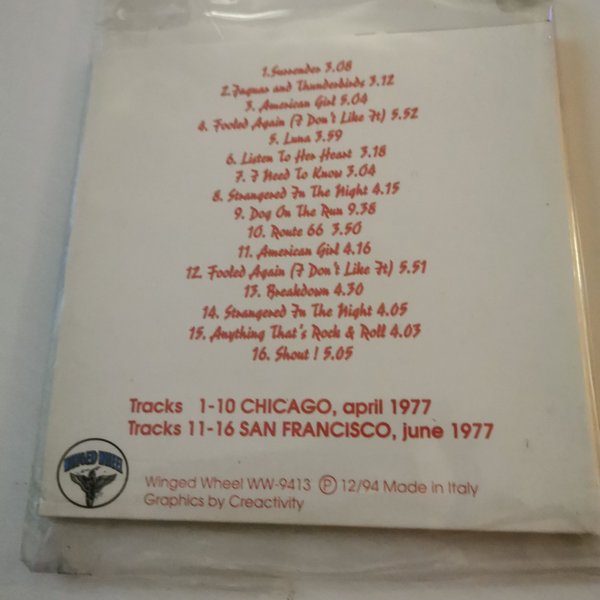 1. Surrender 3.08
2. Jaguar and Thunderbirds 3.12
3. American Girl 5.04
4. Fooled Again (I Don't Like It) 5.52
5. Luna 3.59
6. Listen To Her Heart 3.18
7. I Need To Know 3.04
8. Strangered In The Night 4.15
9. Dog On The Run 9.38
10. Route 66 3.50
11. American Girl 4.16
12. Fooled Again (I Don't Like It) 5.51
13. Breakdown 4.30
14. Strangered In The Night 4.05
15. Anything That's Rock & Roll 4.03
16. Shout ! 5.05
Tracks 1-10 CHICAGO, april 1977
Tracks 11-16 SAN FRANCISCO, june 1977
WINGED WHEEL
Winged Wheel WW-9413 Ⓟ 12/94 Made in Italy
Graphics by Creactivity